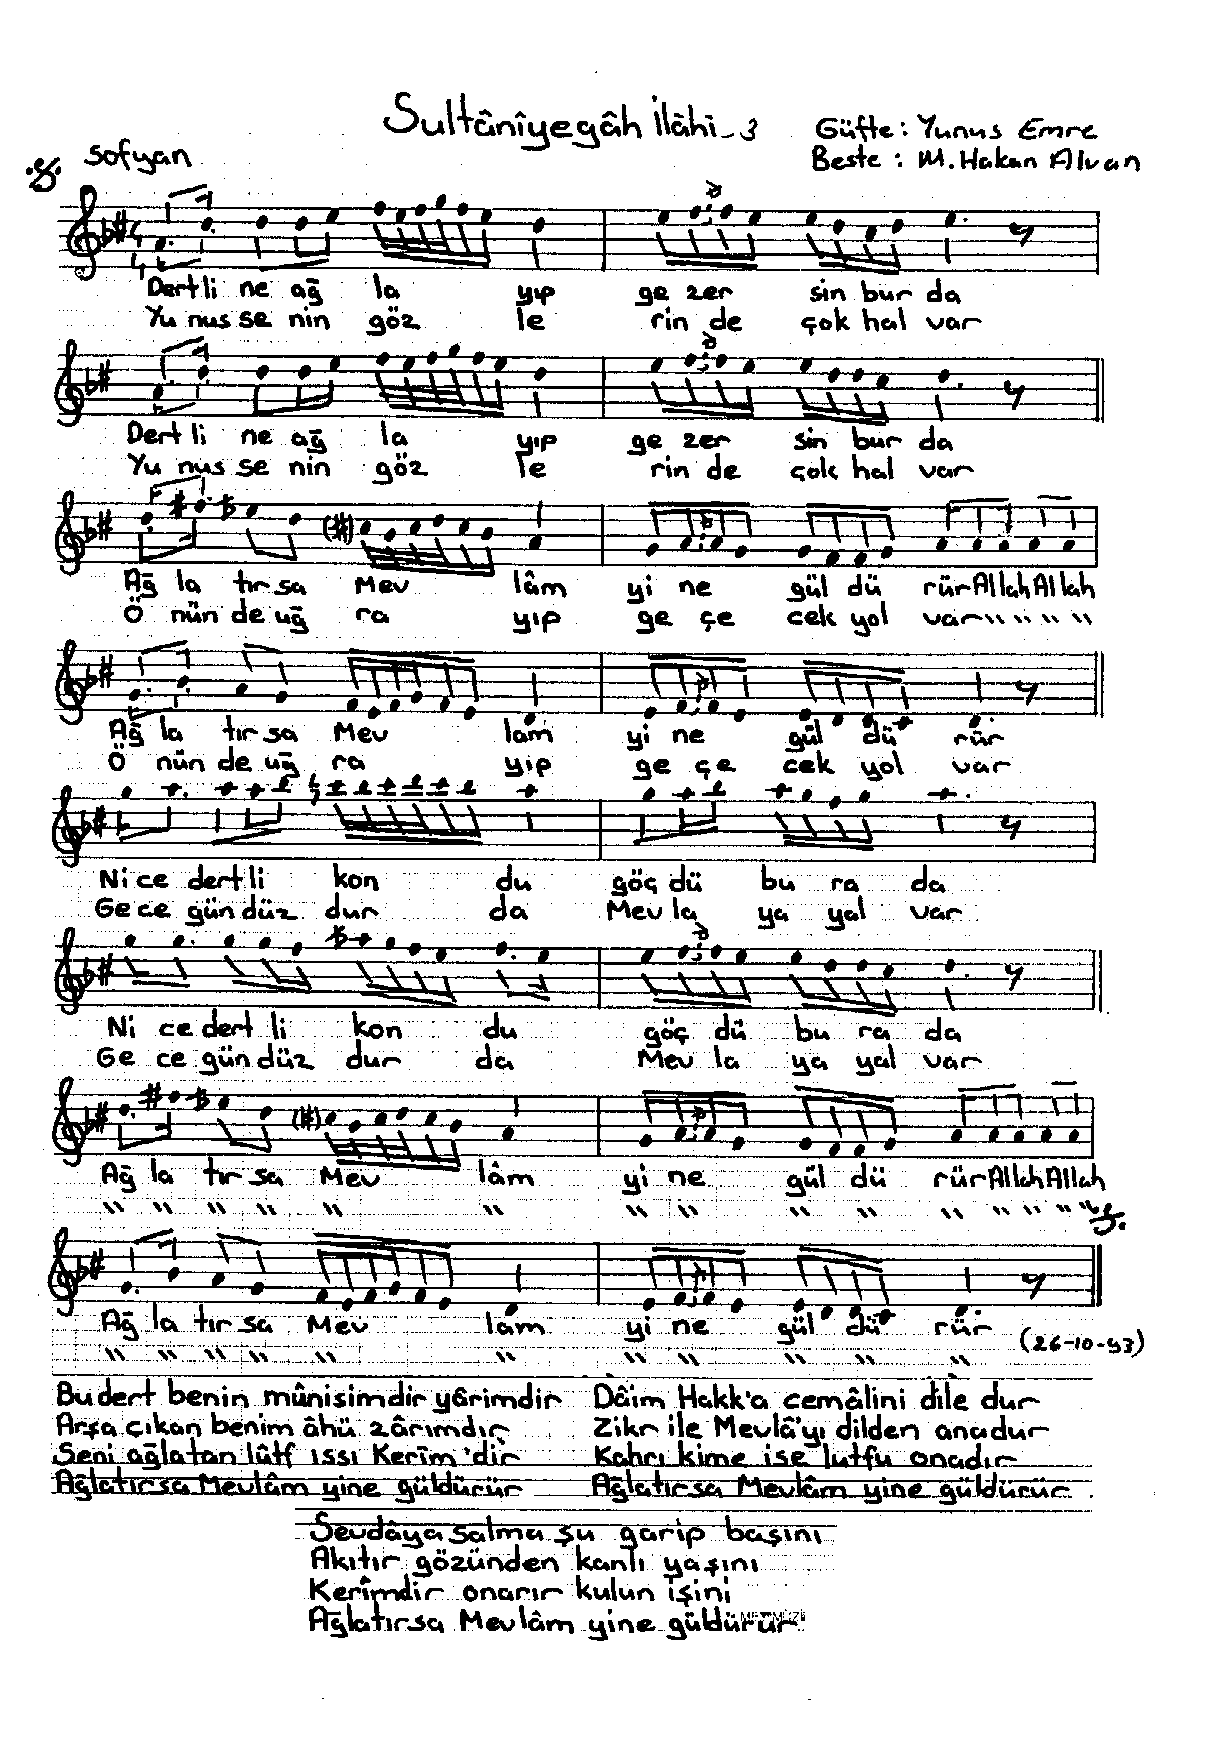 Sultânîyegâh İlâhi-3
Güfte: Yunus Emre
Sofyan
Beste: M. Hakan Alvan
Dertli ne ağ la yıp ge zer sin bur da
Yu nus se nin göz le rin de çok hal var
Dert li ne ağ la yıp ge zer sin bur da
Yu nus se nin göz le rin de çok hal var
Ağ la tır sa Mev lâm yi ne gül dü rür Allah Allah
Ö nün de uğ ra yıp ge çe cek yol var " " " "
Ağ la tır sa Mev lam yi ne gül dü rür
Ö nün de uğ ra yip ge çe cek yol var
Ni ce dert li kon du göç dü bu ra da
Ge ce gün düz dur da Mev la ya yal var
Ni ce dert li kon du göç dü bu ra da
Ge ce gün düz dur da Mev la ya yal var
Ağ la tır sa Mev lâm yi ne gül dü rür Allah Allah
" " " " " " " " " " " " " " "
Ağ la tır sa Mev lam yi ne gül dü rür
" " " " " " " " " " "
(26-10-93)
Bu dert benin mûnisimdir yârimdir
Arşa çıkan benim âhü zârımdır
Seni ağlatan lûtf ıssı Kerîm'dir
Ağlatırsa Mevlâm yine güldürür
Dâim Hakk'a cemâlini dile dur
Zikr ile Mevlâ'yı dilden anadur
Kahrı kime ise lutfu onadır
Ağlatırsa Mevlâm yine güldürür.
Sevdâya salma şu garip başını
Akıtır gözünden kanlı yaşını
Kerîmdir onarır kulun işini
Ağlatırsa Mevlâm yine güldürür